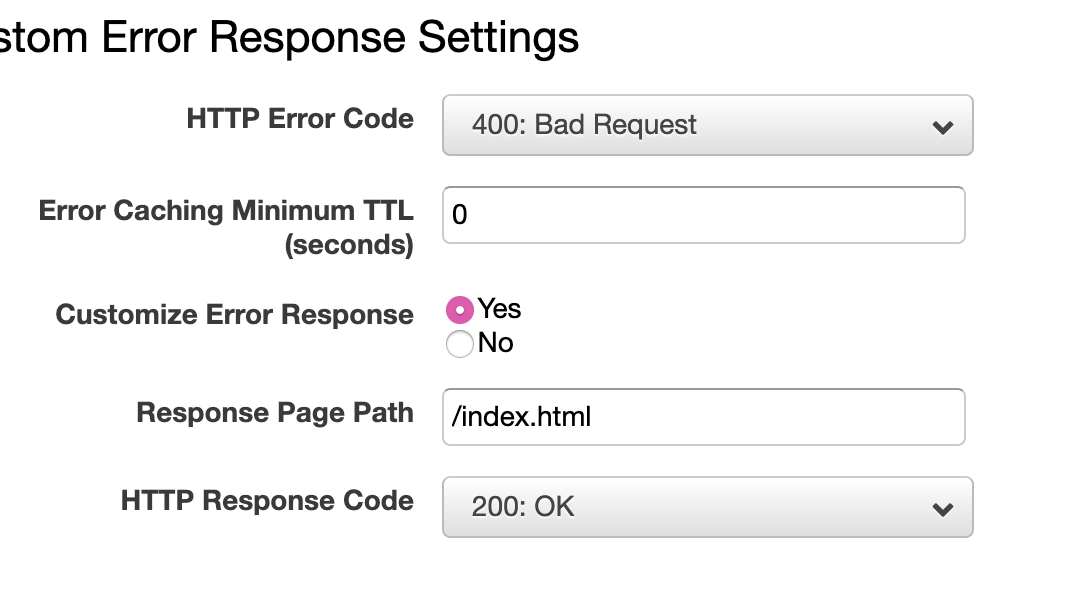 stom Error Response Settings
HTTP Error Code
400: Bad Request
Error Caching Minimum TTL
(seconds)
0
Customize Error Response
Yes
No
Response Page Path
/index.html
HTTP Response Code
200: OK